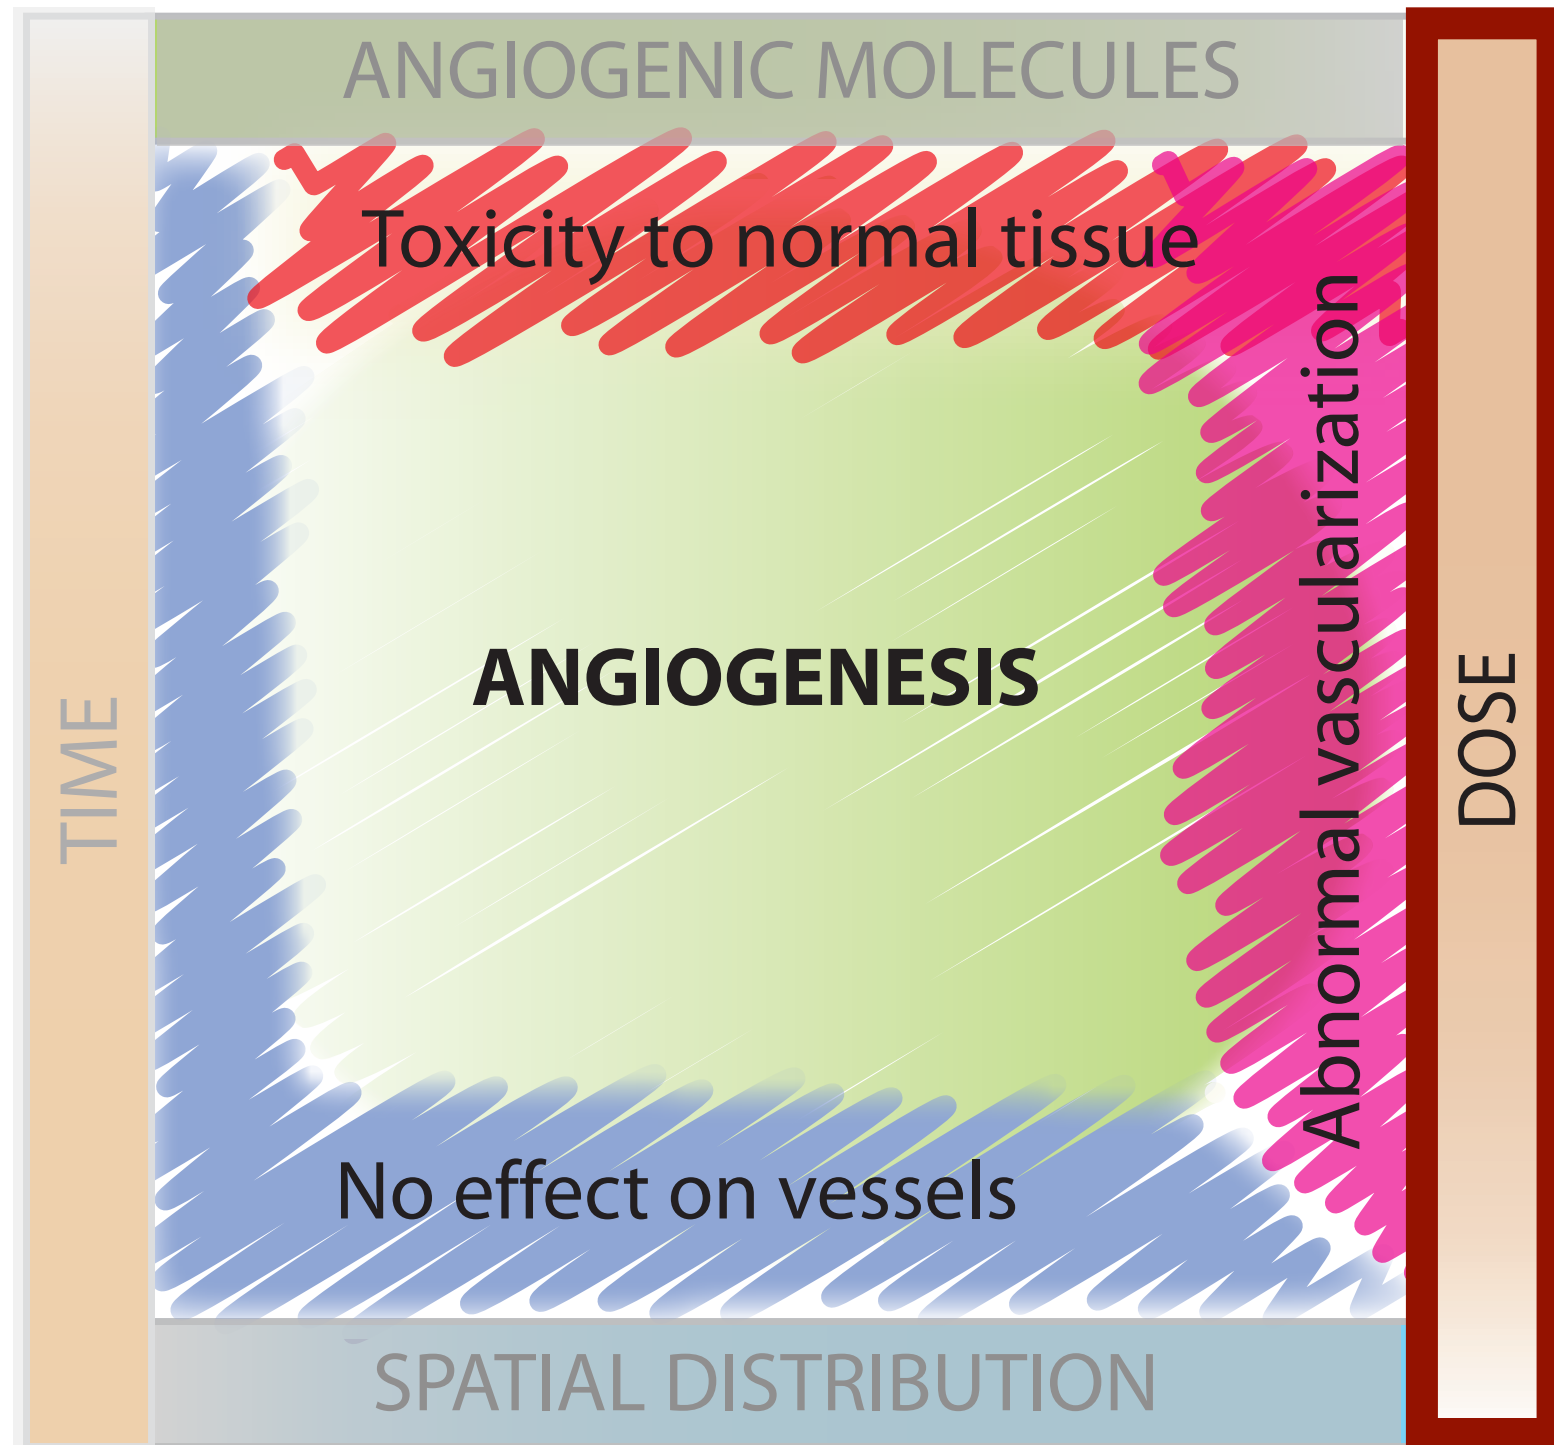 ANGIOGENIC MOLECULES
Toxicity to normal tissue
TIME
ANGIOGENESIS
Abnormal vascularization
DOSE
No effect on vessels
SPATIAL DISTRIBUTION